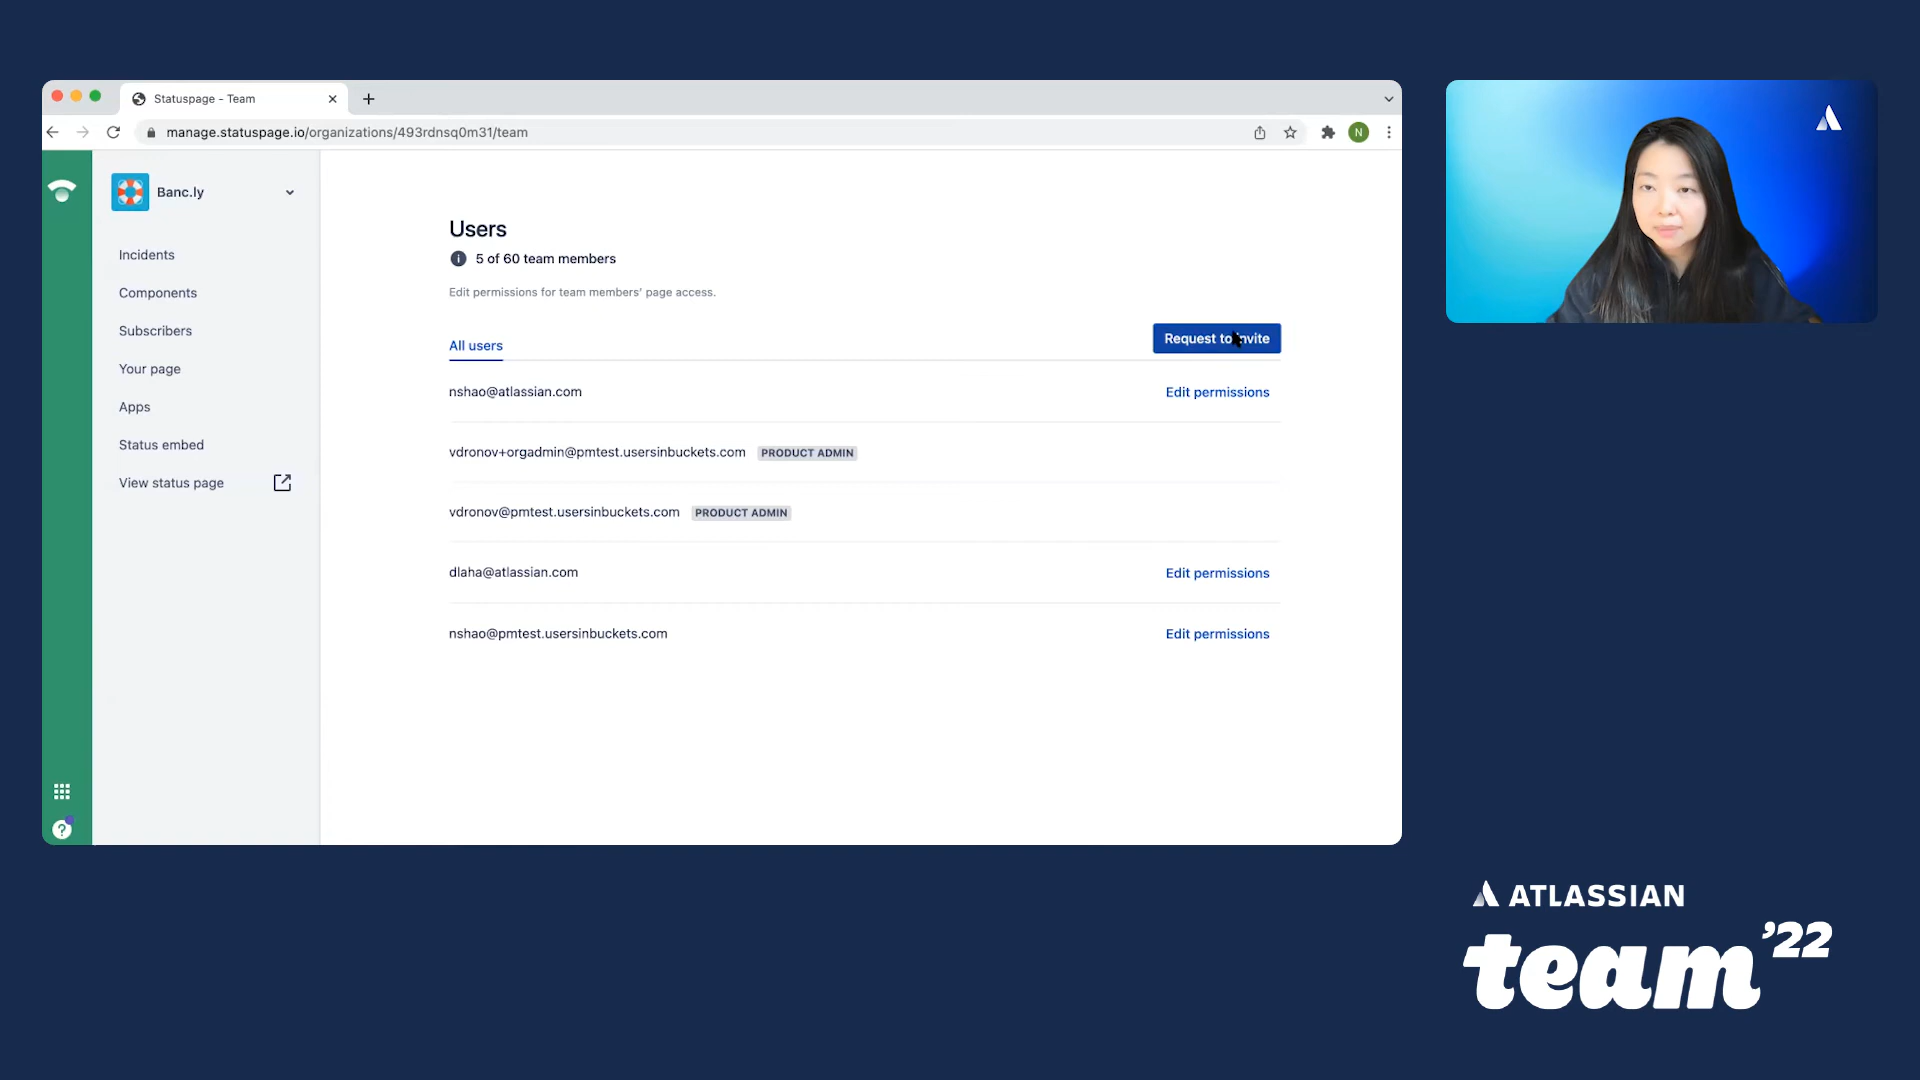 Statuspage - Team
manage.statuspage.io/organizations/493rdnsq0m31/team
N
Banc.ly
Incidents
Components
Subscribers
Your page
Apps
Status embed
View status page
?
Users
i 5 of 60 team members
Edit permissions for team members' page access.
All users
Request to invite
nshao@atlassian.com Edit permissions
vdronov+orgadmin@pmtest.usersinbuckets.com PRODUCT ADMIN
vdronov@pmtest.usersinbuckets.com PRODUCT ADMIN
dlaha@atlassian.com Edit permissions
nshao@pmtest.usersinbuckets.com Edit permissions
ATLASSIAN
team '22